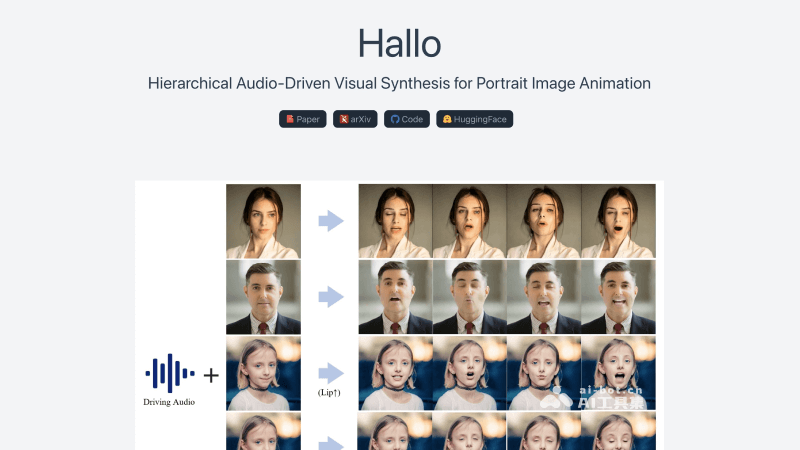 Hallo
Hierarchical Audio-Driven Visual Synthesis for Portrait Image Animation
Paper arXiv Code HuggingFace
+
Driving Audio
(Lip↑)
ai-bot.cn
AI工具集